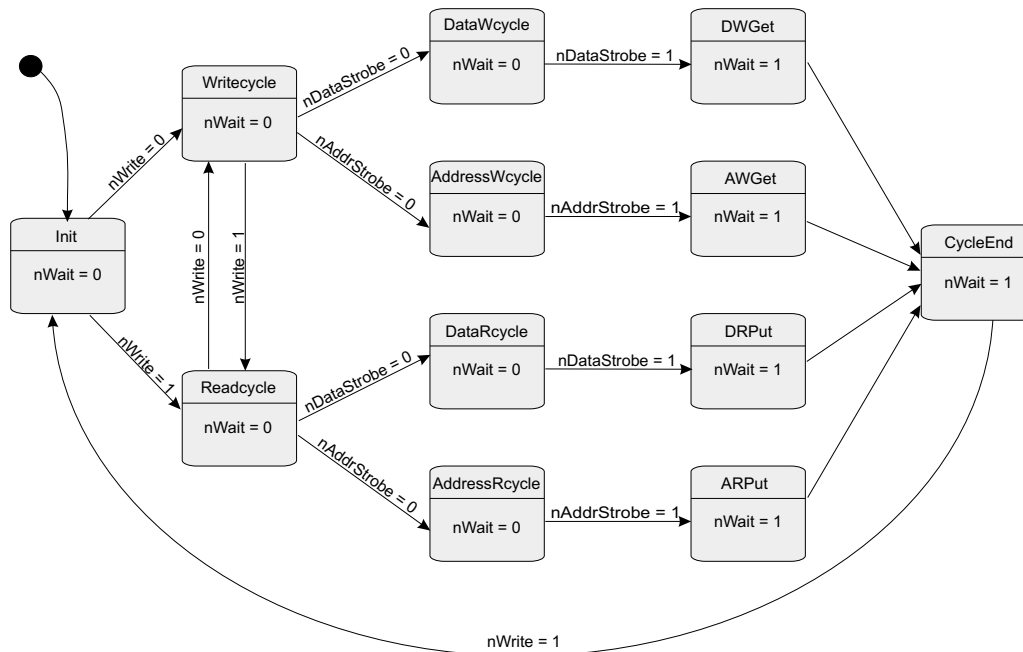 DataWcycle
nWait = 0
nDataStrobe = 1
DWGet
nWait = 1
nDataStrobe = 0
Writecycle
nWait = 0
nWrite = 0
nAddrStrobe = 0
AddressWcycle
nWait = 0
nAddrStrobe = 1
AWGet
nWait = 1
Init
nWait = 0
nWrite = 0
nWrite = 1
CycleEnd
nWait = 1
nWrite = 1
Readcycle
nWait = 0
nDataStrobe = 0
DataRcycle
nWait = 0
nDataStrobe = 1
DRPut
nWait = 1
nAddrStrobe = 0
AddressRcycle
nWait = 0
nAddrStrobe = 1
ARPut
nWait = 1
nWrite = 1